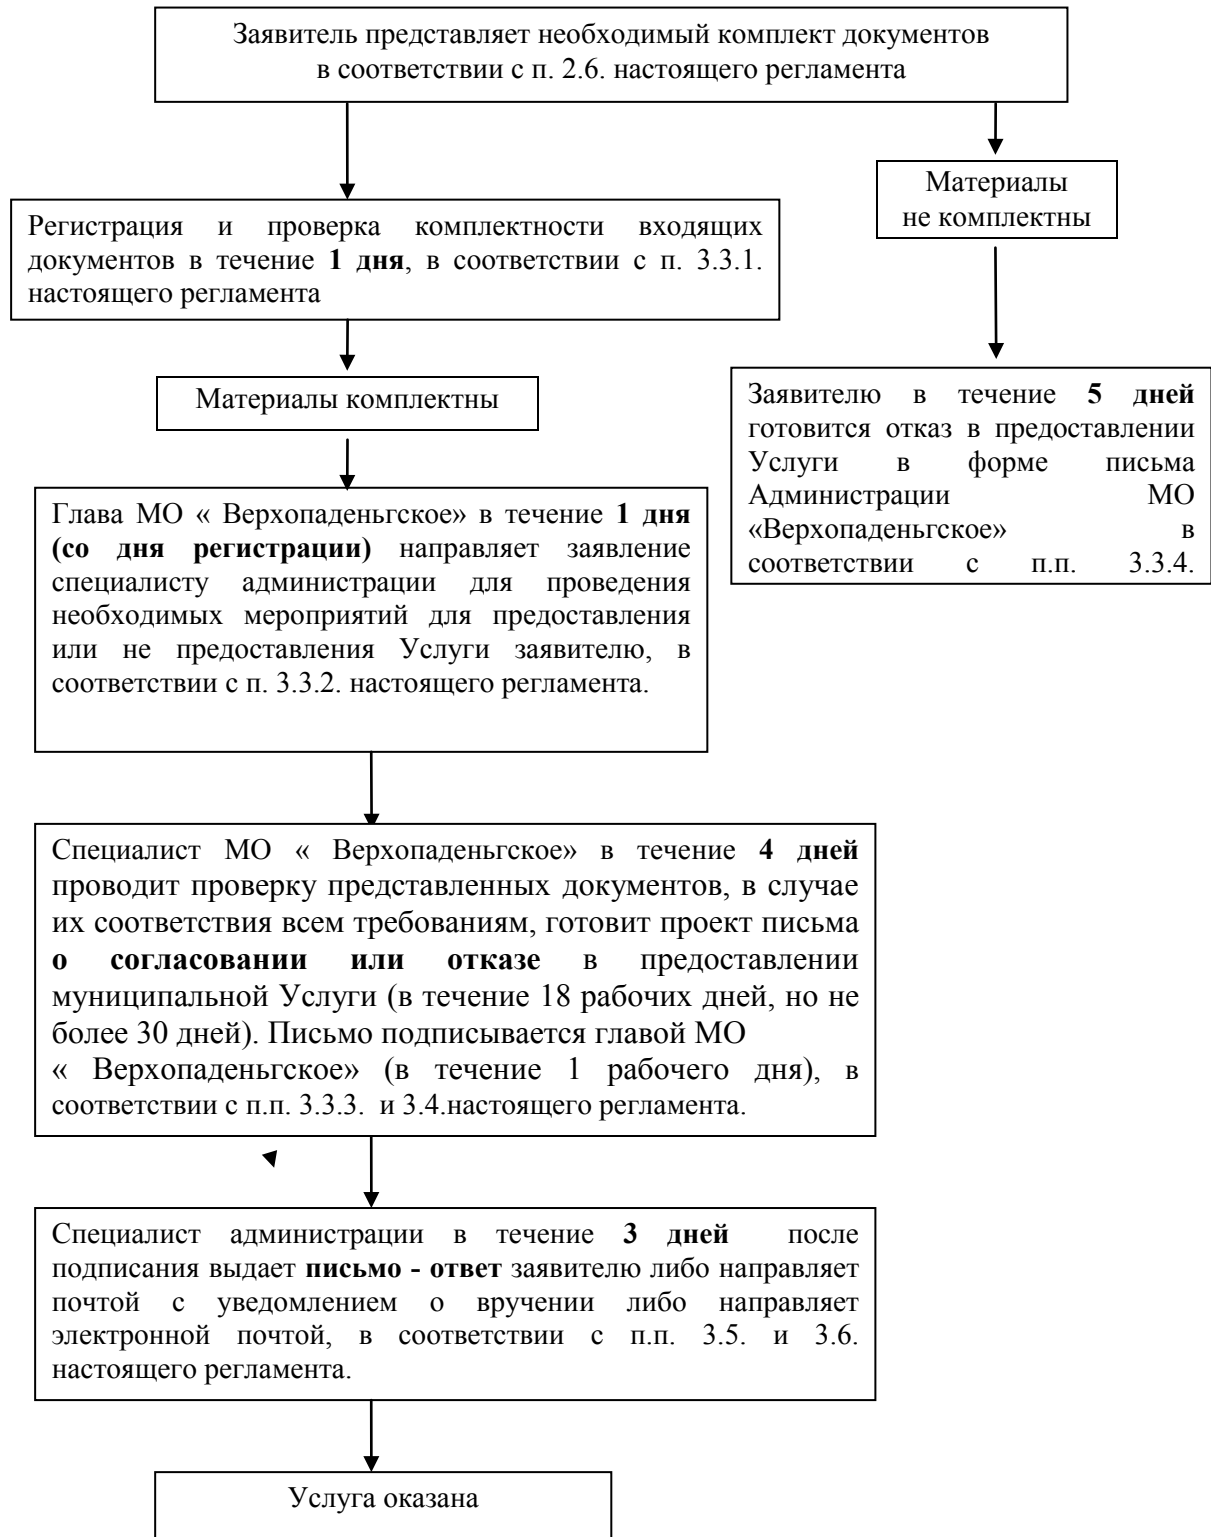 Заявитель представляет необходимый комплект документов
в соответствии с п. 2.6. настоящего регламента
Материалы
не комплектны
Регистрация и проверка комплектности входящих
документов в течение 1 дня, в соответствии с п. 3.3.1.
настоящего регламента
Материалы комплектны
Заявителю в течение 5 дней
готовится отказ в предоставлении
Услуги в форме письма
Администрации МО
«Верхопаденьгское» в
соответствии с п.п. 3.3.4.
Глава МО « Верхопаденьгское» в течение 1 дня
(со дня регистрации) направляет заявление
специалисту администрации для проведения
необходимых мероприятий для предоставления
или не предоставления Услуги заявителю, в
соответствии с п. 3.3.2. настоящего регламента.
Специалист МО « Верхопаденьгское» в течение 4 дней
проводит проверку представленных документов, в случае
их соответствия всем требованиям, готовит проект письма
о согласовании или отказе в предоставлении
муниципальной Услуги (в течение 18 рабочих дней, но не
более 30 дней). Письмо подписывается главой МО
« Верхопаденьгское» (в течение 1 рабочего дня), в
соответствии с п.п. 3.3.3. и 3.4.настоящего регламента.
Специалист администрации в течение 3 дней после
подписания выдает письмо - ответ заявителю либо направляет
почтой с уведомлением о вручении либо направляет
электронной почтой, в соответствии с п.п. 3.5. и 3.6.
настоящего регламента.
Услуга оказана